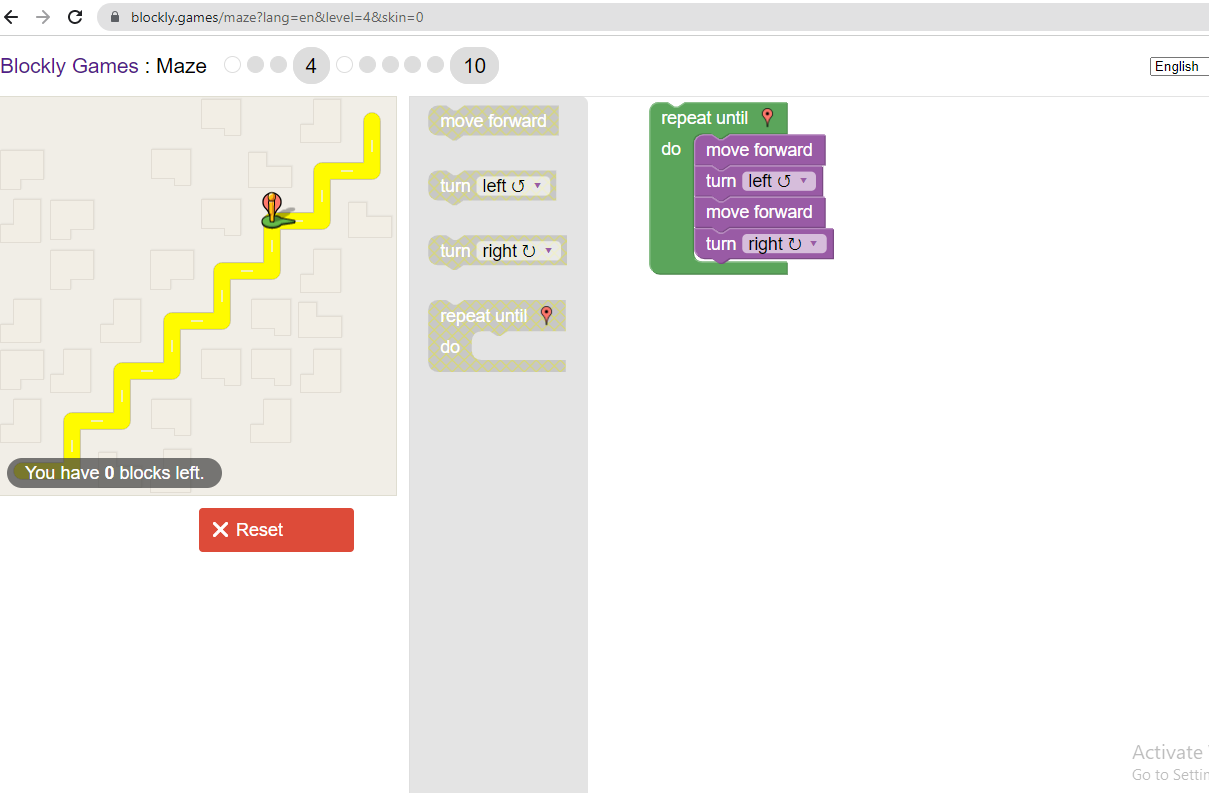 blockly.games/maze?lang=en&level=4&skin=0
Blockly Games : Maze 4 10
English
move forward
turn left ↺ ▼
turn right ↻ ▼
repeat until
do
repeat until
do move forward
turn left ↺ ▼
move forward
turn right ↻ ▼
You have 0 blocks left.
Reset
Activate
Go to Settin